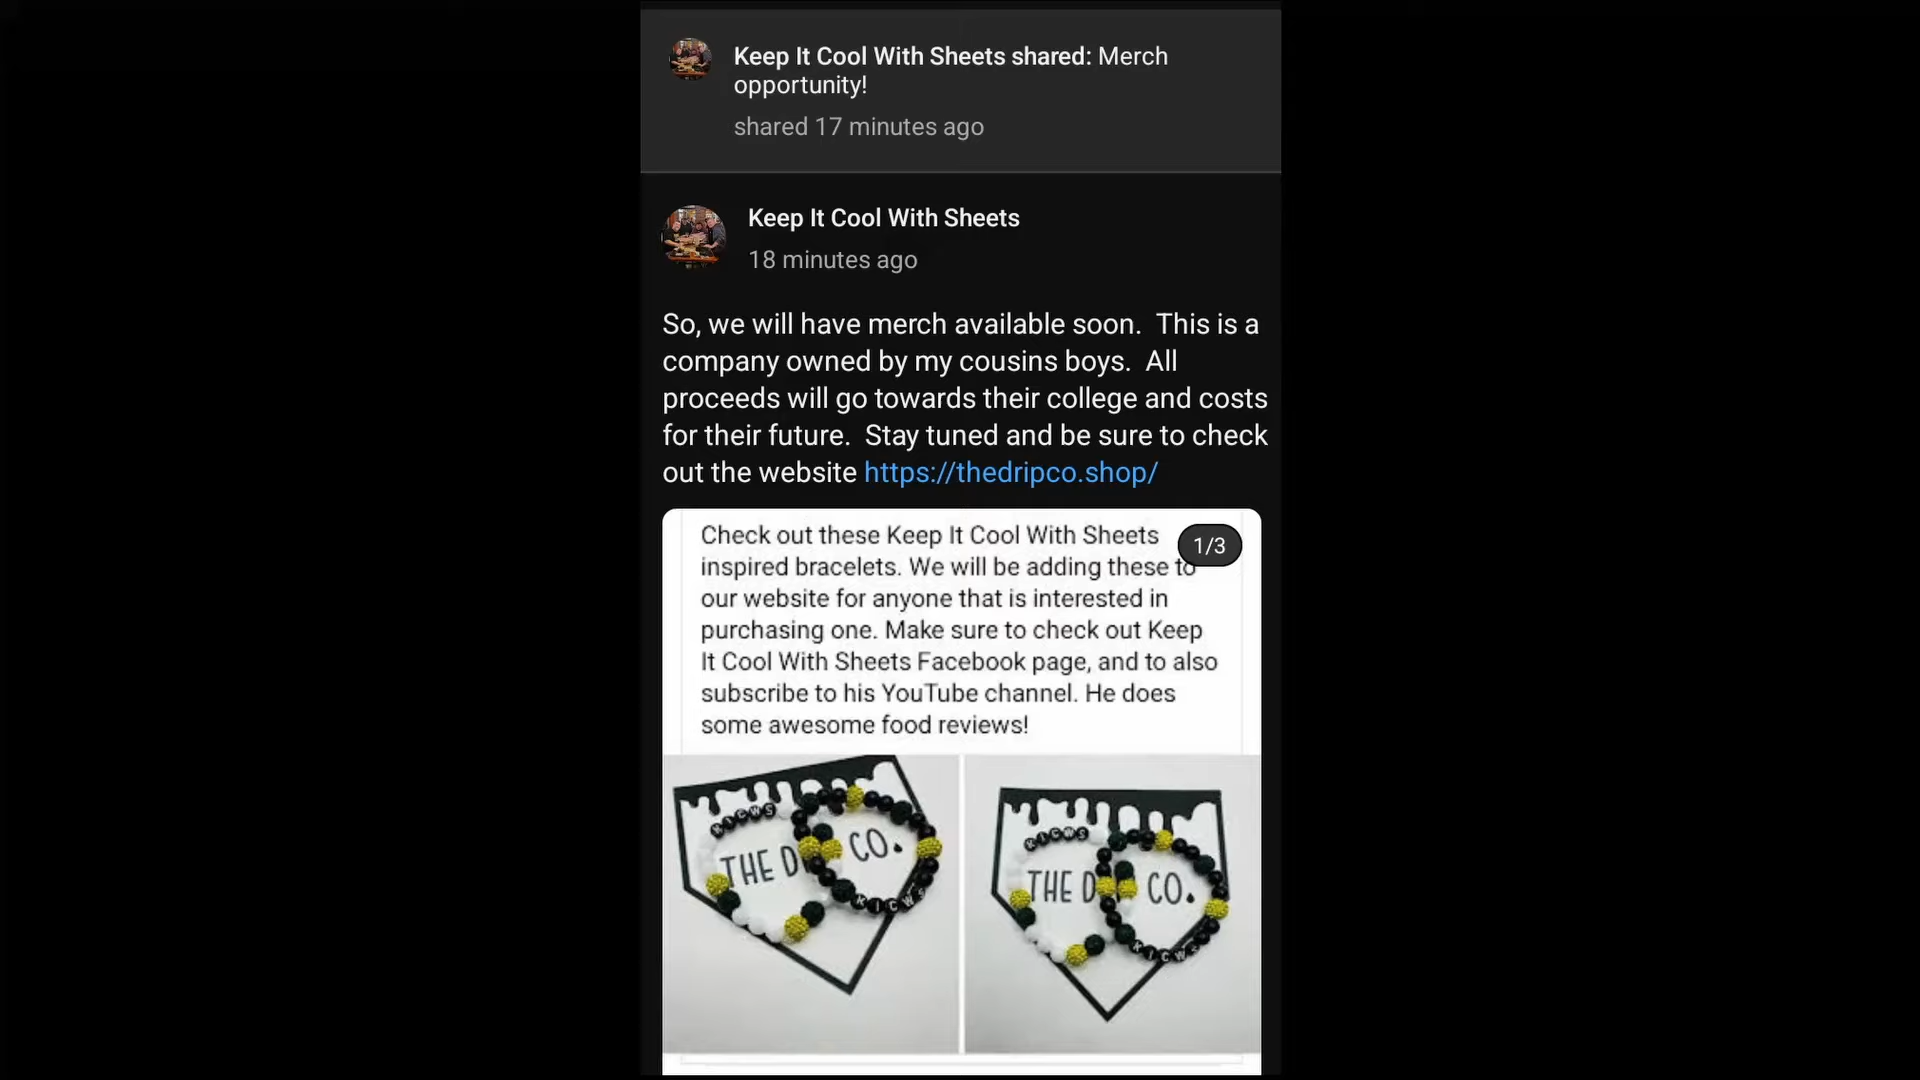 Keep It Cool With Sheets shared: Merch
opportunity!
shared 17 minutes ago
Keep It Cool With Sheets
18 minutes ago
So, we will have merch available soon.  This is a
company owned by my cousins boys.  All
proceeds will go towards their college and costs
for their future.  Stay tuned and be sure to check
out the website https://thedripco.shop/
1/3
Check out these Keep It Cool With Sheets
inspired bracelets. We will be adding these to
our website for anyone that is interested in
purchasing one. Make sure to check out Keep
It Cool With Sheets Facebook page, and to also
subscribe to his YouTube channel. He does
some awesome food reviews!
KICWS
THE D CO.
KICWS
KICWS
THE D CO.
KICWS